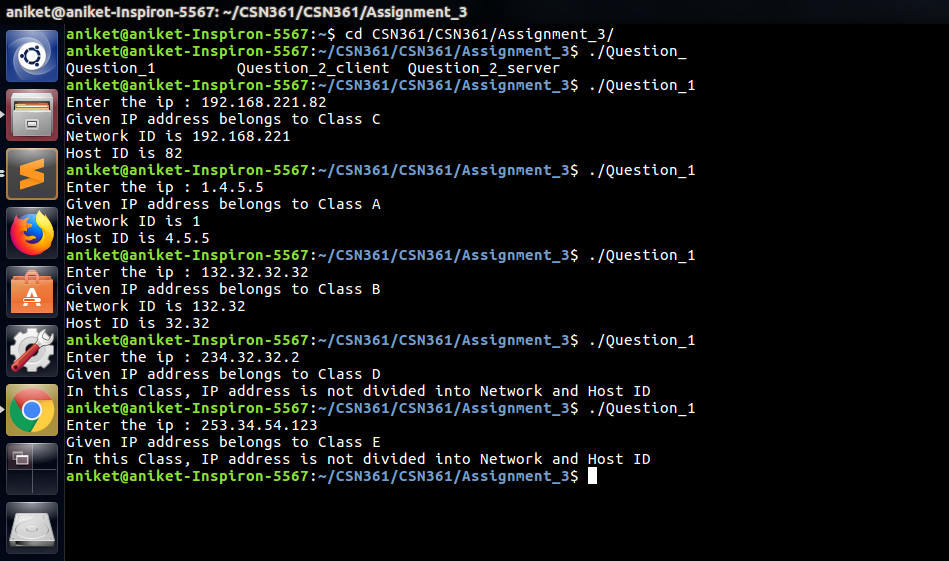 aniket@aniket-Inspiron-5567: ~/CSN361/CSN361/Assignment_3
aniket@aniket-Inspiron-5567:~$ cd CSN361/CSN361/Assignment_3/
aniket@aniket-Inspiron-5567:~/CSN361/CSN361/Assignment_3$ ./Question_
Question_1         Question_2_client  Question_2_server
aniket@aniket-Inspiron-5567:~/CSN361/CSN361/Assignment_3$ ./Question_1
Enter the ip : 192.168.221.82
Given IP address belongs to Class C
Network ID is 192.168.221
Host ID is 82
aniket@aniket-Inspiron-5567:~/CSN361/CSN361/Assignment_3$ ./Question_1
Enter the ip : 1.4.5.5
Given IP address belongs to Class A
Network ID is 1
Host ID is 4.5.5
aniket@aniket-Inspiron-5567:~/CSN361/CSN361/Assignment_3$ ./Question_1
Enter the ip : 132.32.32.32
Given IP address belongs to Class B
Network ID is 132.32
Host ID is 32.32
aniket@aniket-Inspiron-5567:~/CSN361/CSN361/Assignment_3$ ./Question_1
Enter the ip : 234.32.32.2
Given IP address belongs to Class D
In this Class, IP address is not divided into Network and Host ID
aniket@aniket-Inspiron-5567:~/CSN361/CSN361/Assignment_3$ ./Question_1
Enter the ip : 253.34.54.123
Given IP address belongs to Class E
In this Class, IP address is not divided into Network and Host ID
aniket@aniket-Inspiron-5567:~/CSN361/CSN361/Assignment_3$